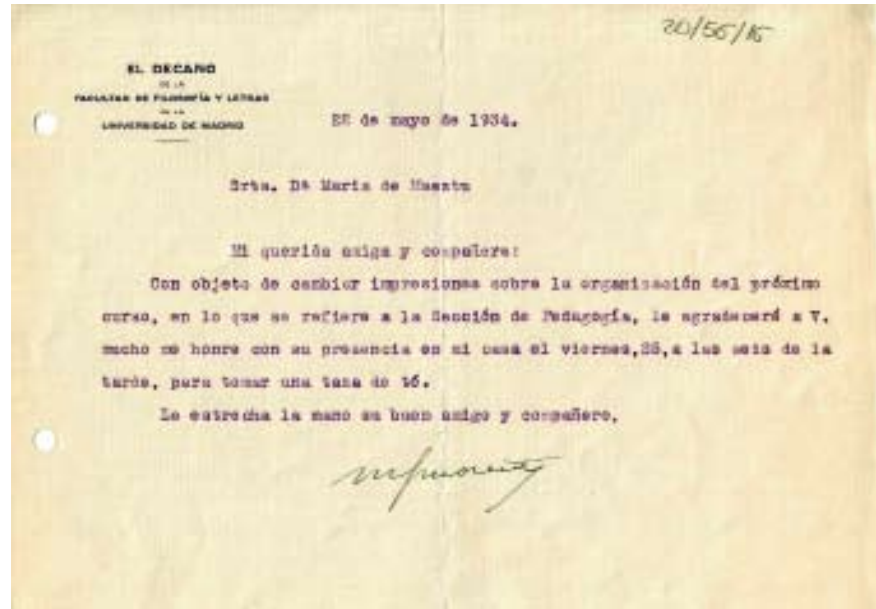 20/56/15
EL DECANO
DE LA
FACULTAD DE FILOSOFÍA Y LETRAS
DE LA
UNIVERSIDAD DE MADRID
22 de mayo de 1934.
Srta. Dª María de Maeztu
Mi querida amiga y compañera:
Con objeto de cambiar impresiones sobre la organización del próximo
curso, en lo que se refiere a la Sección de Pedagogía, le agradeceré a V.
mucho me honre con su presencia en mi casa el viernes,25,a las seis de la
tarde, para tomar una taza de té.
Le estrecha la mano su buen amigo y compañero,